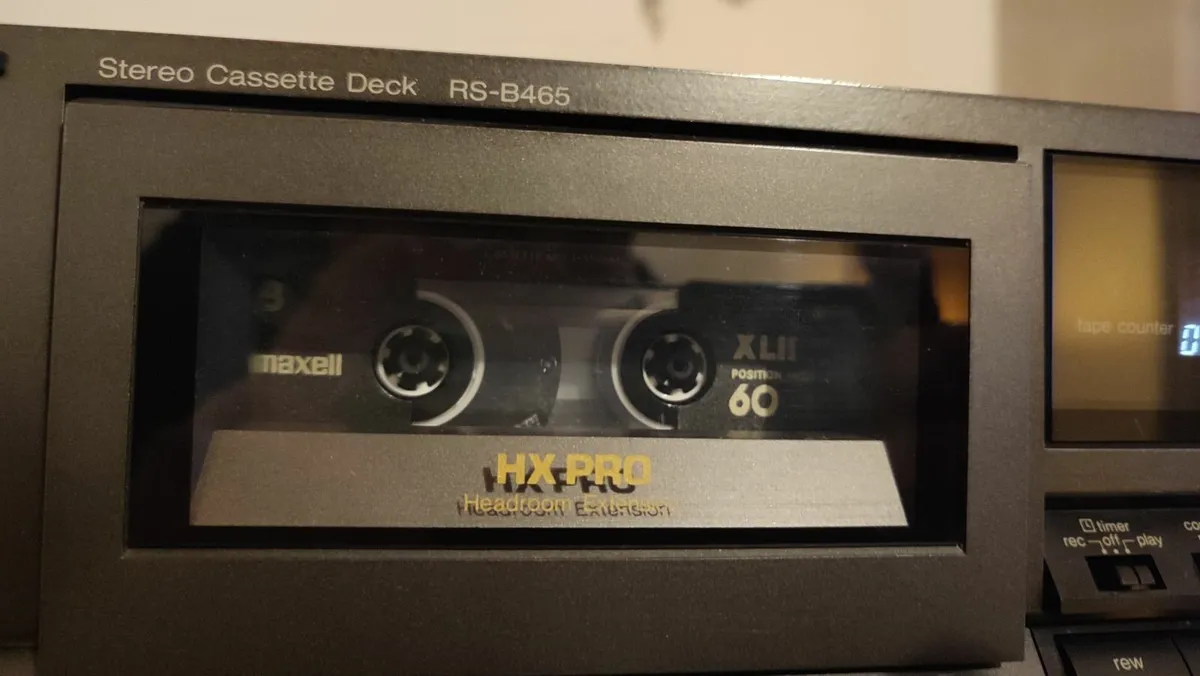 Stereo Cassette Deck RS-B465
maxell
XLII
POSITION
60
HX PRO
Headroom Extension
tape counter
timer
rec off play
rew